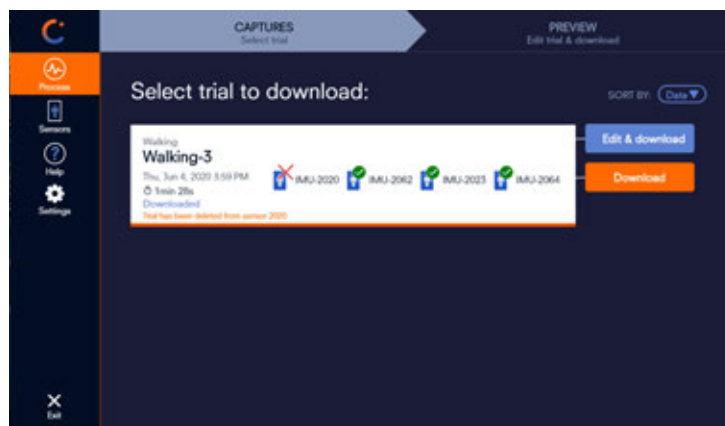 CAPTURES
Select trial
PREVIEW
Edit trial & download
Process
Sensors
Help
Settings
Exit
Select trial to download:
SORT BY: Date▼
Walking
Walking-3
Thu, Jun 4, 2020 3:59 PM
1min 28s
Downloaded
Trial has been deleted from sensor 2020
IMU-2020
IMU-2062
IMU-2023
IMU-2064
Edit & download
Download